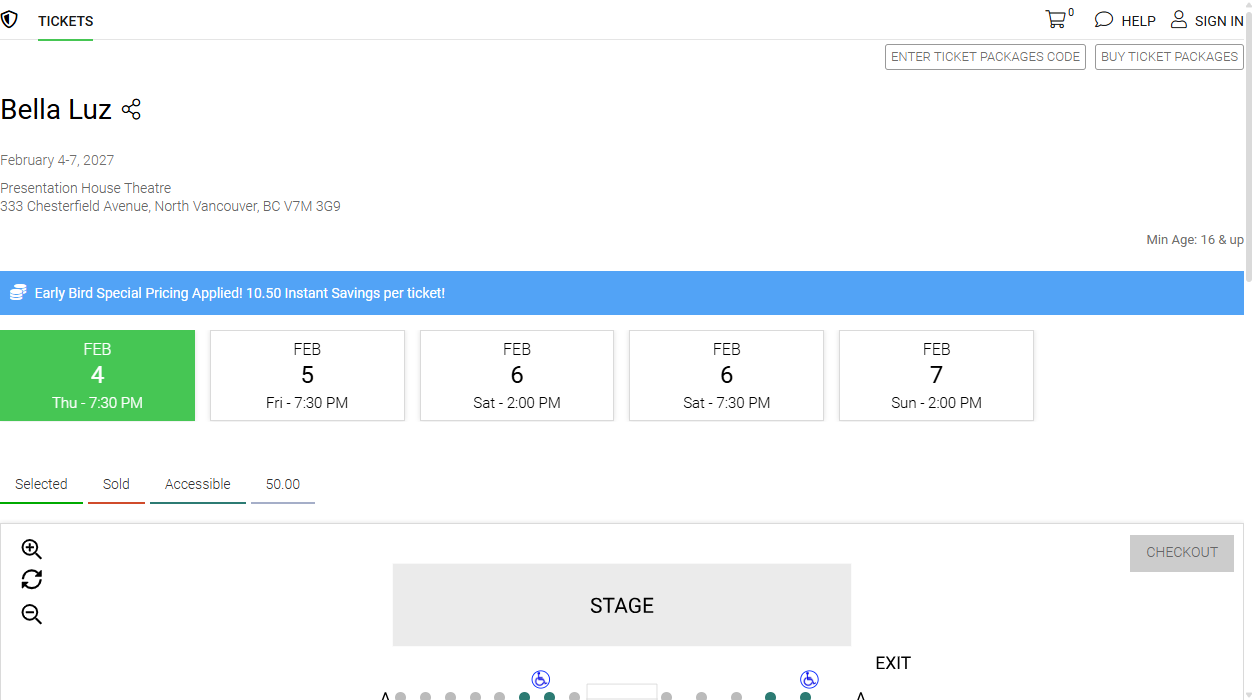 TICKETS
0
HELP
SIGN IN
ENTER TICKET PACKAGES CODE
BUY TICKET PACKAGES
Bella Luz
February 4-7, 2027
Presentation House Theatre
333 Chesterfield Avenue, North Vancouver, BC V7M 3G9
Min Age: 16 & up
Early Bird Special Pricing Applied! 10.50 Instant Savings per ticket!
FEB
4
Thu - 7:30 PM
FEB
5
Fri - 7:30 PM
FEB
6
Sat - 2:00 PM
FEB
6
Sat - 7:30 PM
FEB
7
Sun - 2:00 PM
Selected
Sold
Accessible
50.00
CHECKOUT
STAGE
EXIT
A
A